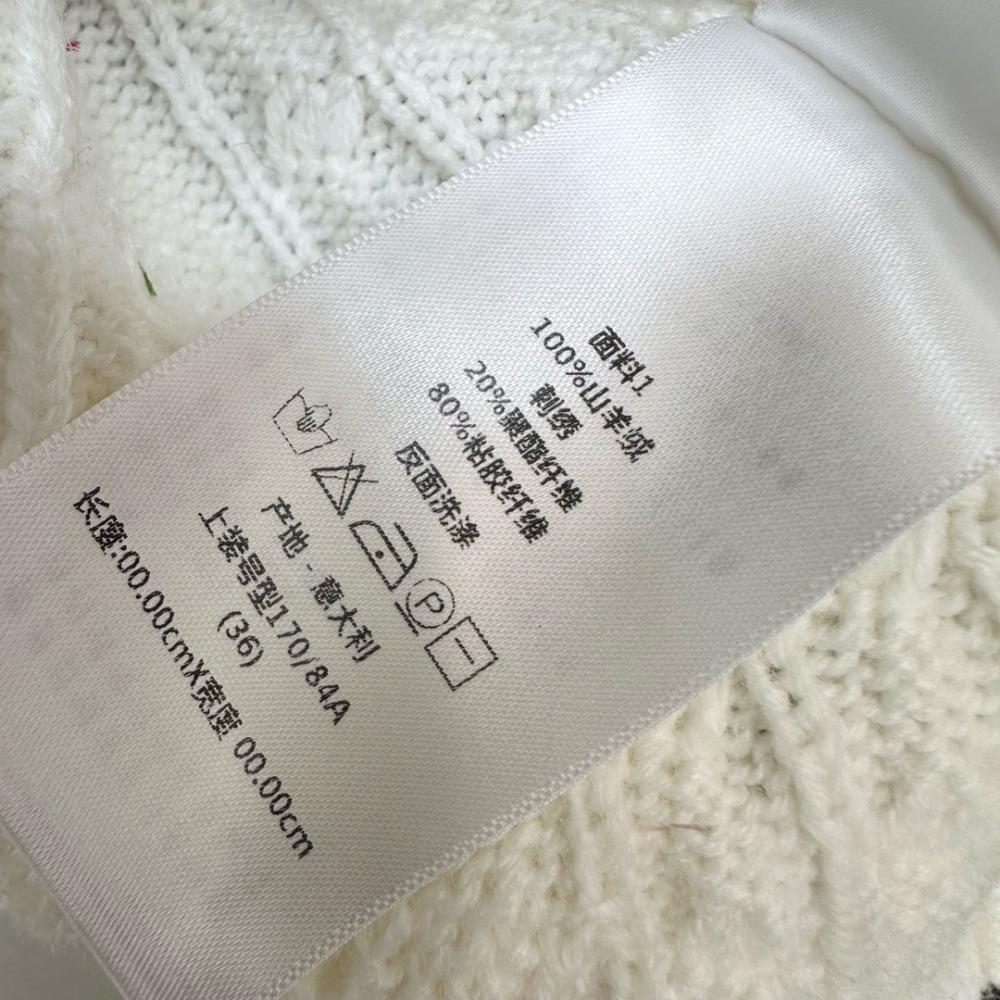 面料1
100%山羊绒
刺绣
20%聚酯纤维
80%粘胶纤维
反面洗涤
P
产地 - 意大利
上装号型170/84A
(36)
长度:00.00cmX宽度 00.00cm